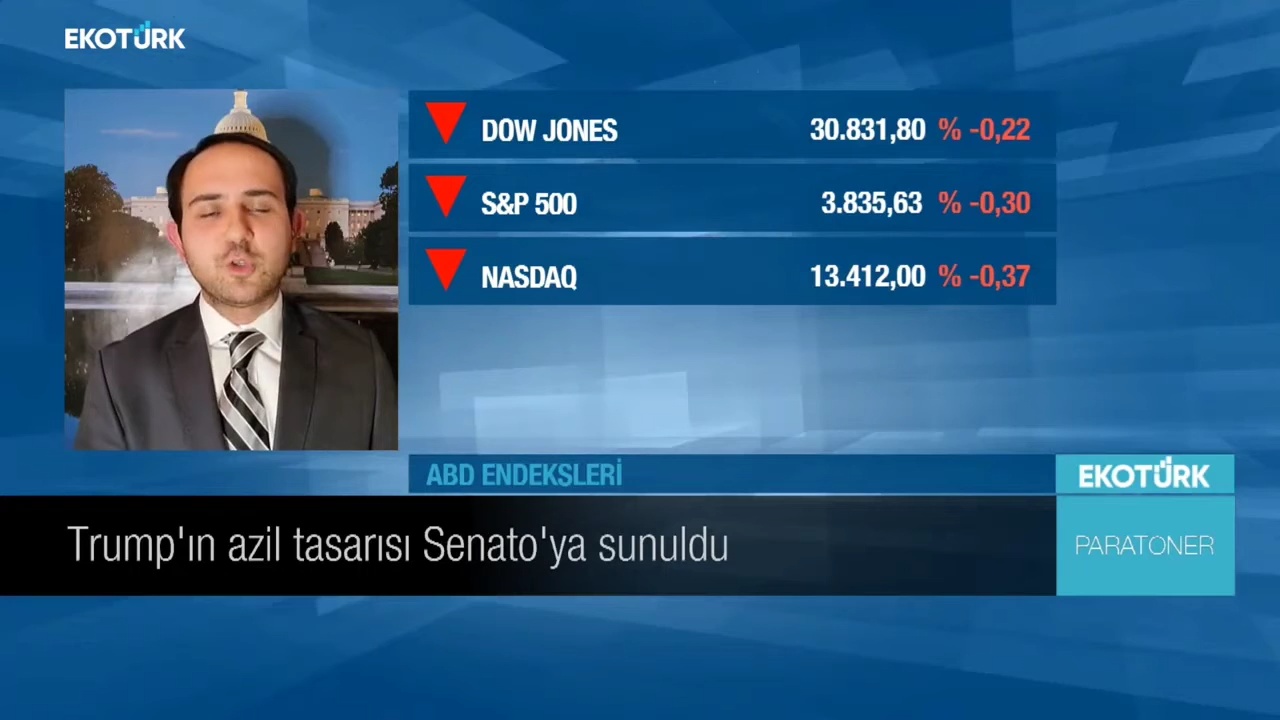 EKOTÜRK
DOW JONES 30.831,80 % -0,22
S&P 500 3.835,63 % -0,30
NASDAQ 13.412,00 % -0,37
ABD ENDEKSLERİ
EKOTÜRK
Trump'ın azil tasarısı Senato'ya sunuldu
PARATONER